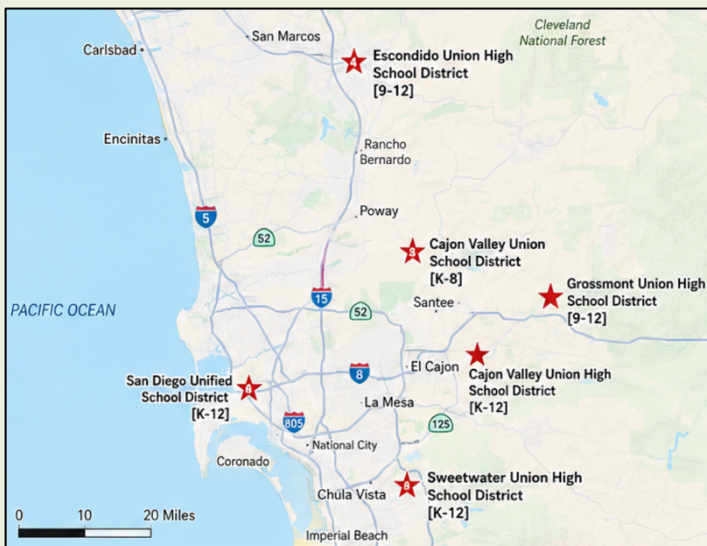 Cleveland
National Forest
San Marcos
Carlsbad
4
Escondido Union High
School District
[9-12]
Encinitas
Rancho
Bernardo
5
Poway
52
Cajon Valley Union
School District
[K-8]
Grossmont Union High
School District
[9-12]
15
Santee
52
PACIFIC OCEAN
8
El Cajon
San Diego Unified
School District
[K-12]
Cajon Valley Union High
School District
[K-12]
La Mesa
805
125
National City
Coronado
Sweetwater Union High
School District
[K-12]
Chula Vista
0 10 20 Miles
Imperial Beach